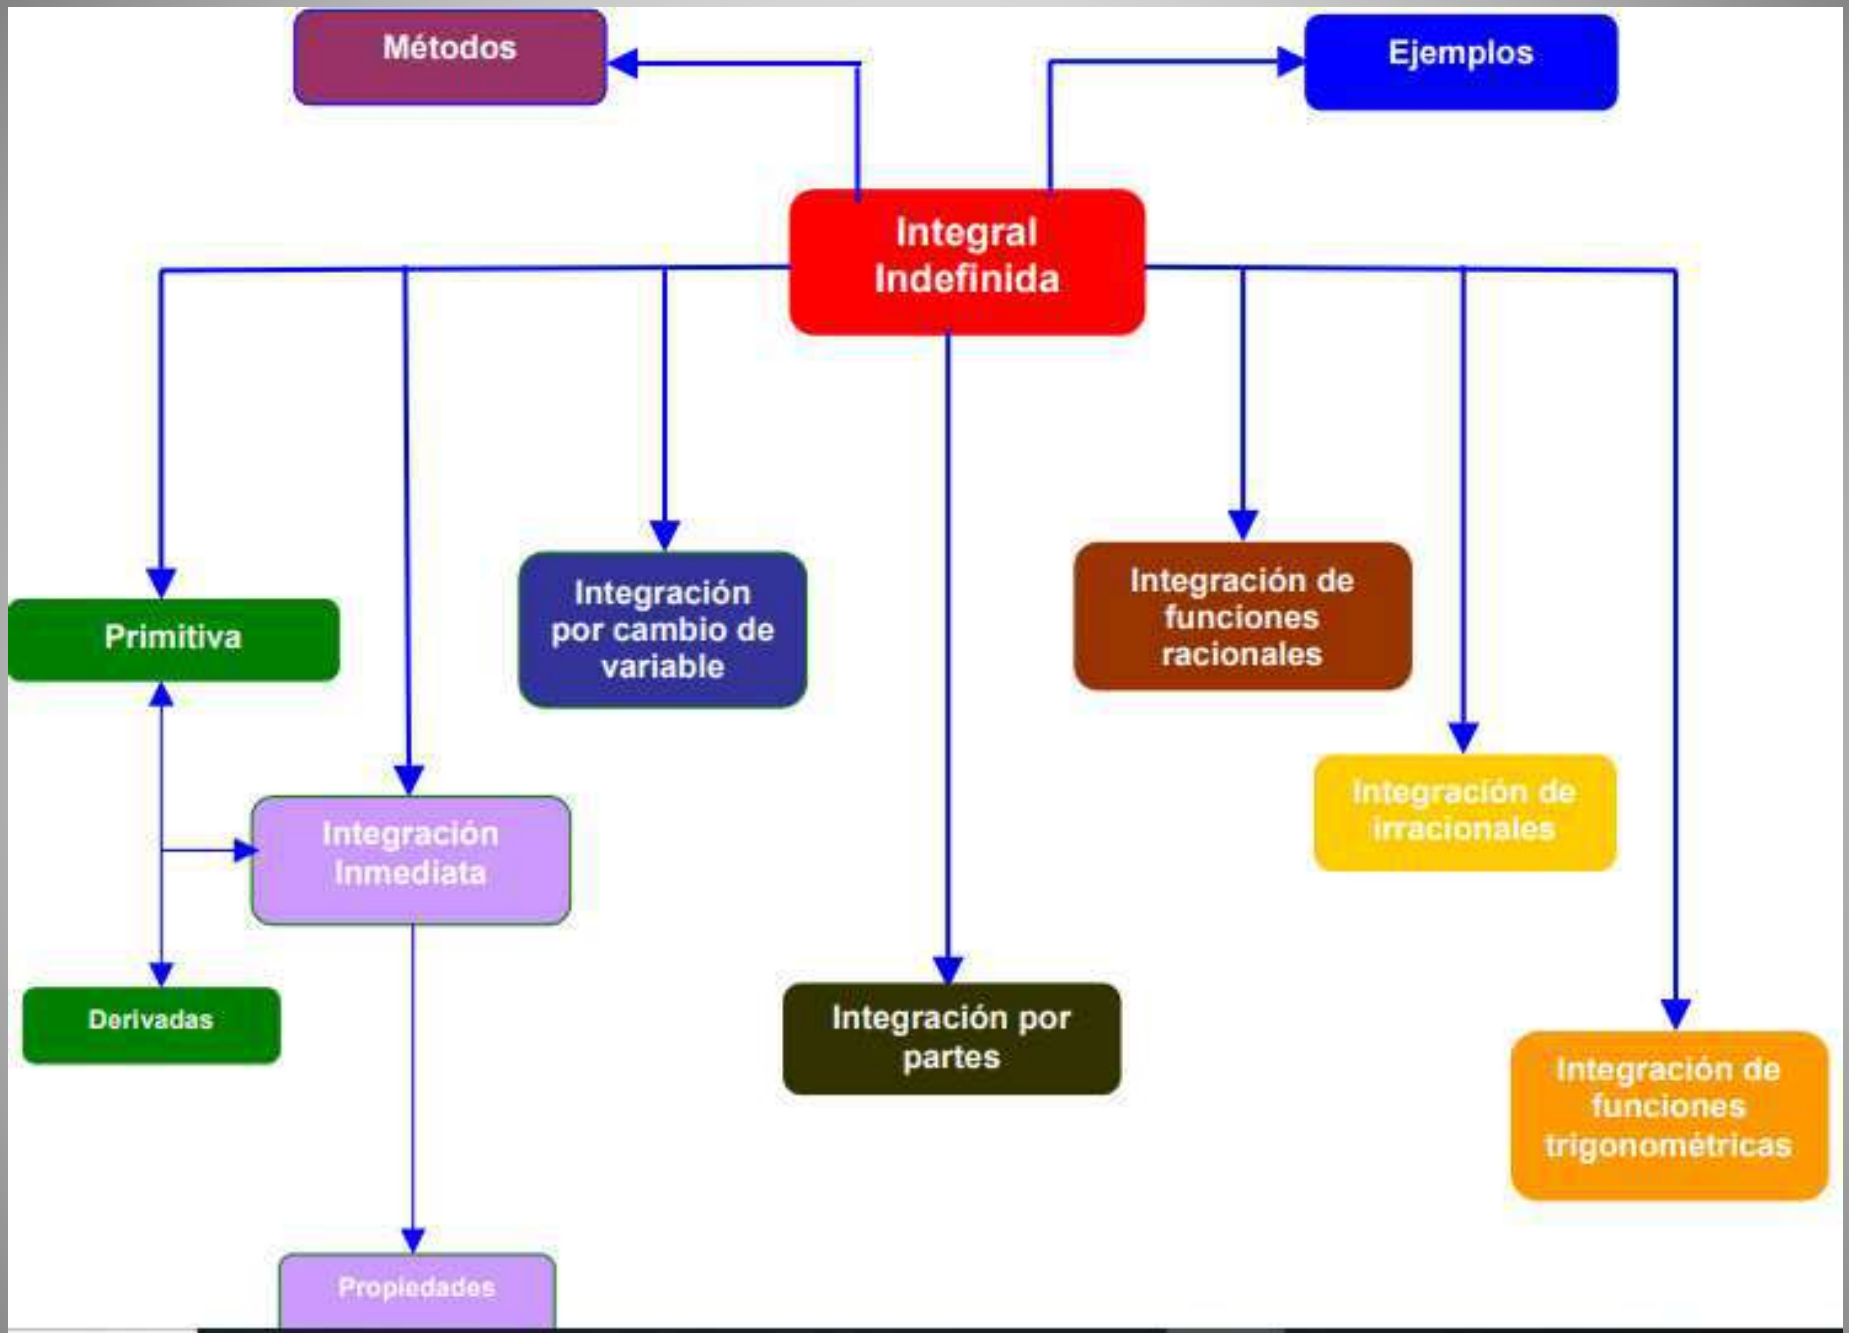 Métodos
Ejemplos
Integral
Indefinida
Primitiva
Integración
por cambio de
variable
Integración de
funciones
racionales
Integración
Inmediata
Integración de
irracionales
Derivadas
Integración por
partes
Integración de
funciones
trigonométricas
Propiedades